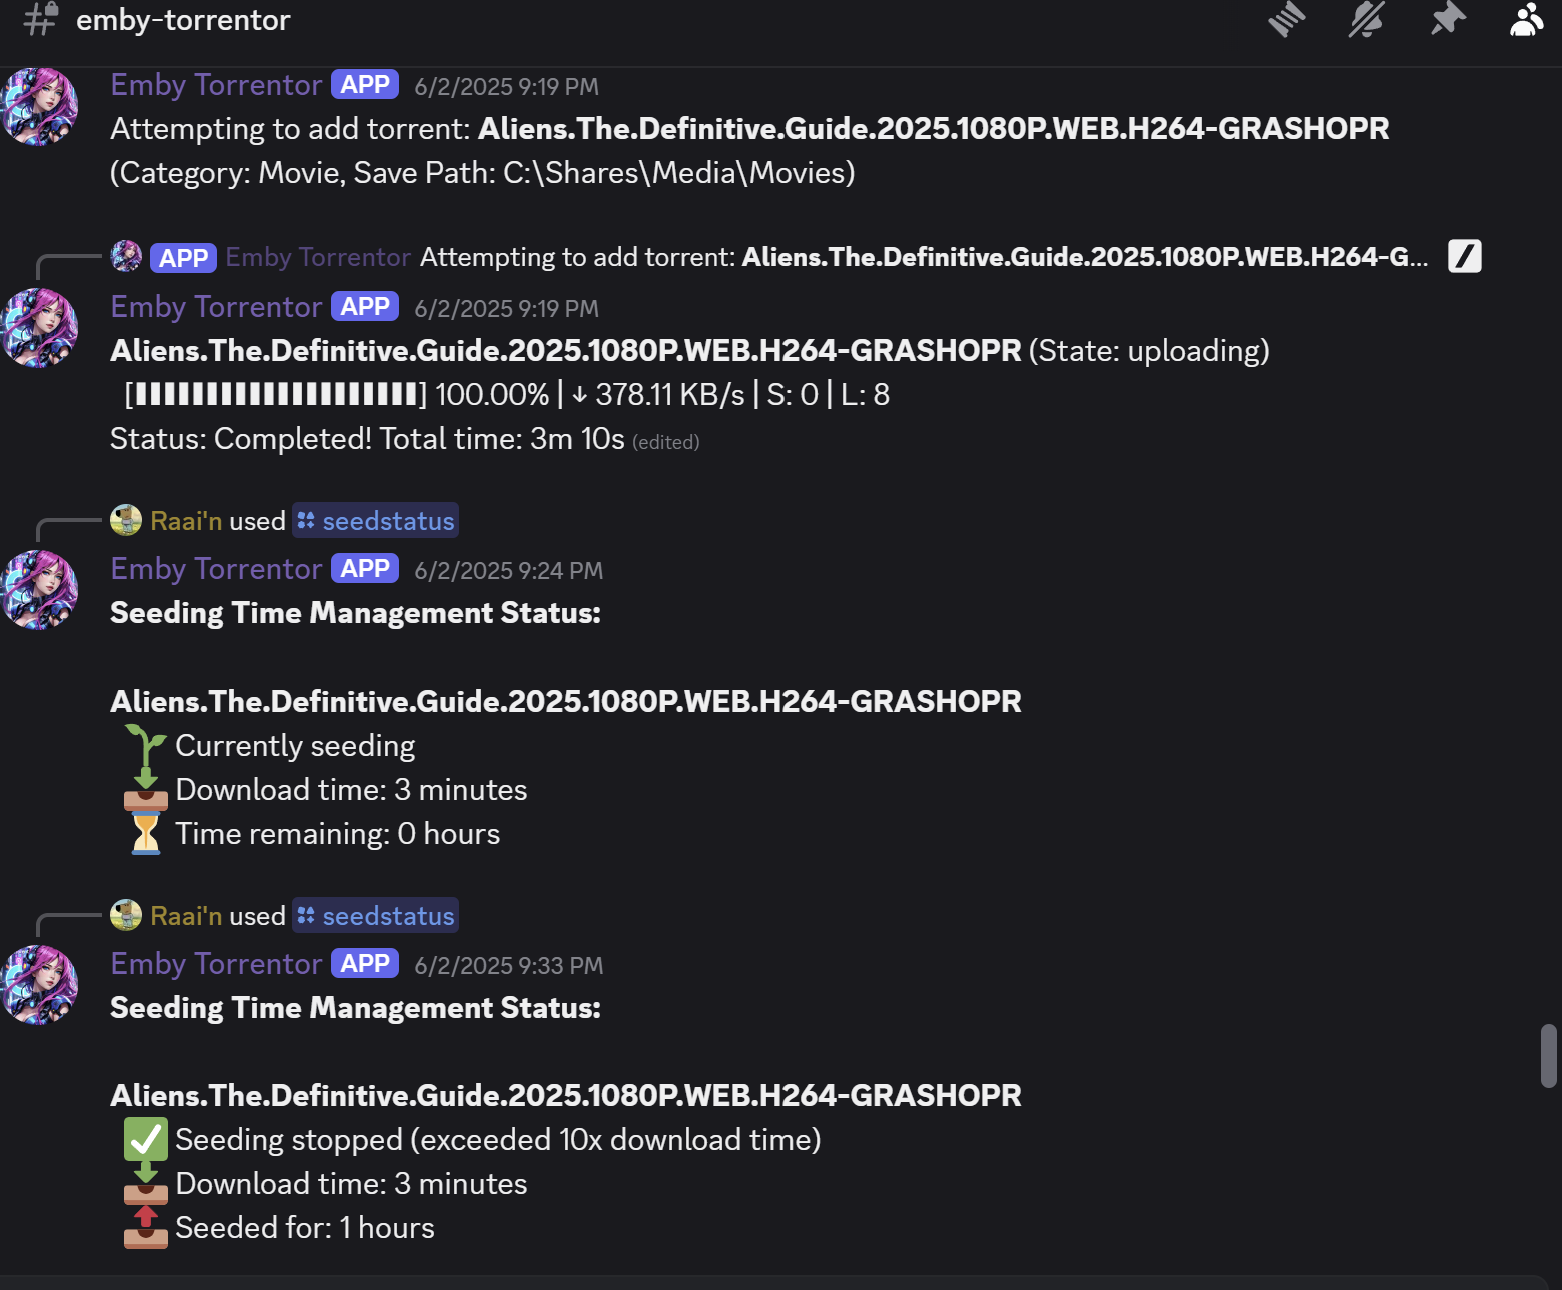 emby-torrentor
Emby Torrentor APP 6/2/2025 9:19 PM
Attempting to add torrent: Aliens.The.Definitive.Guide.2025.1080P.WEB.H264-GRASHOPR
(Category: Movie, Save Path: C:\Shares\Media\Movies)
APP Emby Torrentor Attempting to add torrent: Aliens.The.Definitive.Guide.2025.1080P.WEB.H264-G...
Emby Torrentor APP 6/2/2025 9:19 PM
Aliens.The.Definitive.Guide.2025.1080P.WEB.H264-GRASHOPR (State: uploading)
[▮▮▮▮▮▮▮▮▮▮▮▮▮▮▮▮▮▮▮▮] 100.00% | ↓ 378.11 KB/s | S: 0 | L: 8
Status: Completed! Total time: 3m 10s (edited)
Raai'n used seedstatus
Emby Torrentor APP 6/2/2025 9:24 PM
Seeding Time Management Status:
Aliens.The.Definitive.Guide.2025.1080P.WEB.H264-GRASHOPR
Currently seeding
Download time: 3 minutes
Time remaining: 0 hours
Raai'n used seedstatus
Emby Torrentor APP 6/2/2025 9:33 PM
Seeding Time Management Status:
Aliens.The.Definitive.Guide.2025.1080P.WEB.H264-GRASHOPR
Seeding stopped (exceeded 10x download time)
Download time: 3 minutes
Seeded for: 1 hours